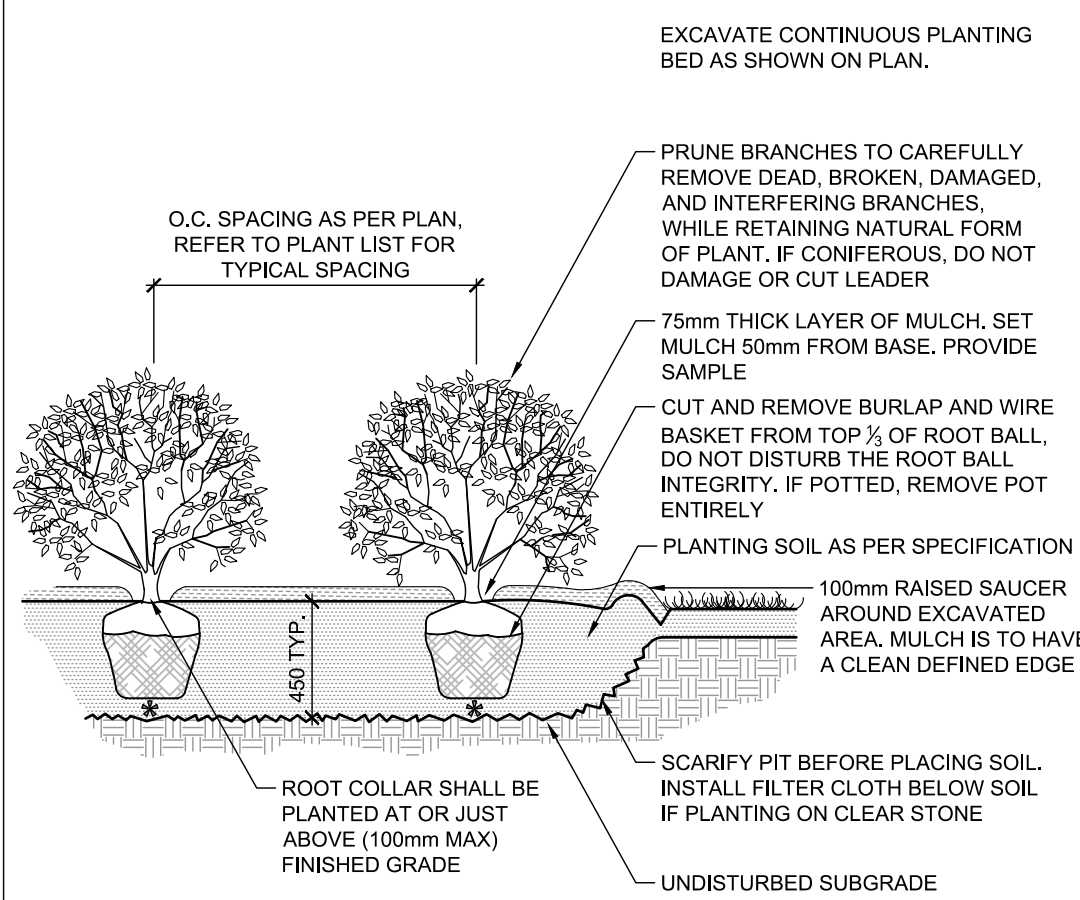 EXCAVATE CONTINUOUS PLANTING
BED AS SHOWN ON PLAN.
PRUNE BRANCHES TO CAREFULLY
REMOVE DEAD, BROKEN, DAMAGED,
AND INTERFERING BRANCHES,
WHILE RETAINING NATURAL FORM
OF PLANT. IF CONIFEROUS, DO NOT
DAMAGE OR CUT LEADER
O.C. SPACING AS PER PLAN,
REFER TO PLANT LIST FOR
TYPICAL SPACING
75mm THICK LAYER OF MULCH. SET
MULCH 50mm FROM BASE. PROVIDE
SAMPLE
CUT AND REMOVE BURLAP AND WIRE
BASKET FROM TOP ⅓ OF ROOT BALL,
DO NOT DISTURB THE ROOT BALL
INTEGRITY. IF POTTED, REMOVE POT
ENTIRELY
PLANTING SOIL AS PER SPECIFICATION
100mm RAISED SAUCER
AROUND EXCAVATED
AREA. MULCH IS TO HAVE
A CLEAN DEFINED EDGE
450 TYP.
*
*
SCARIFY PIT BEFORE PLACING SOIL.
INSTALL FILTER CLOTH BELOW SOIL
IF PLANTING ON CLEAR STONE
ROOT COLLAR SHALL BE
PLANTED AT OR JUST
ABOVE (100mm MAX)
FINISHED GRADE
UNDISTURBED SUBGRADE